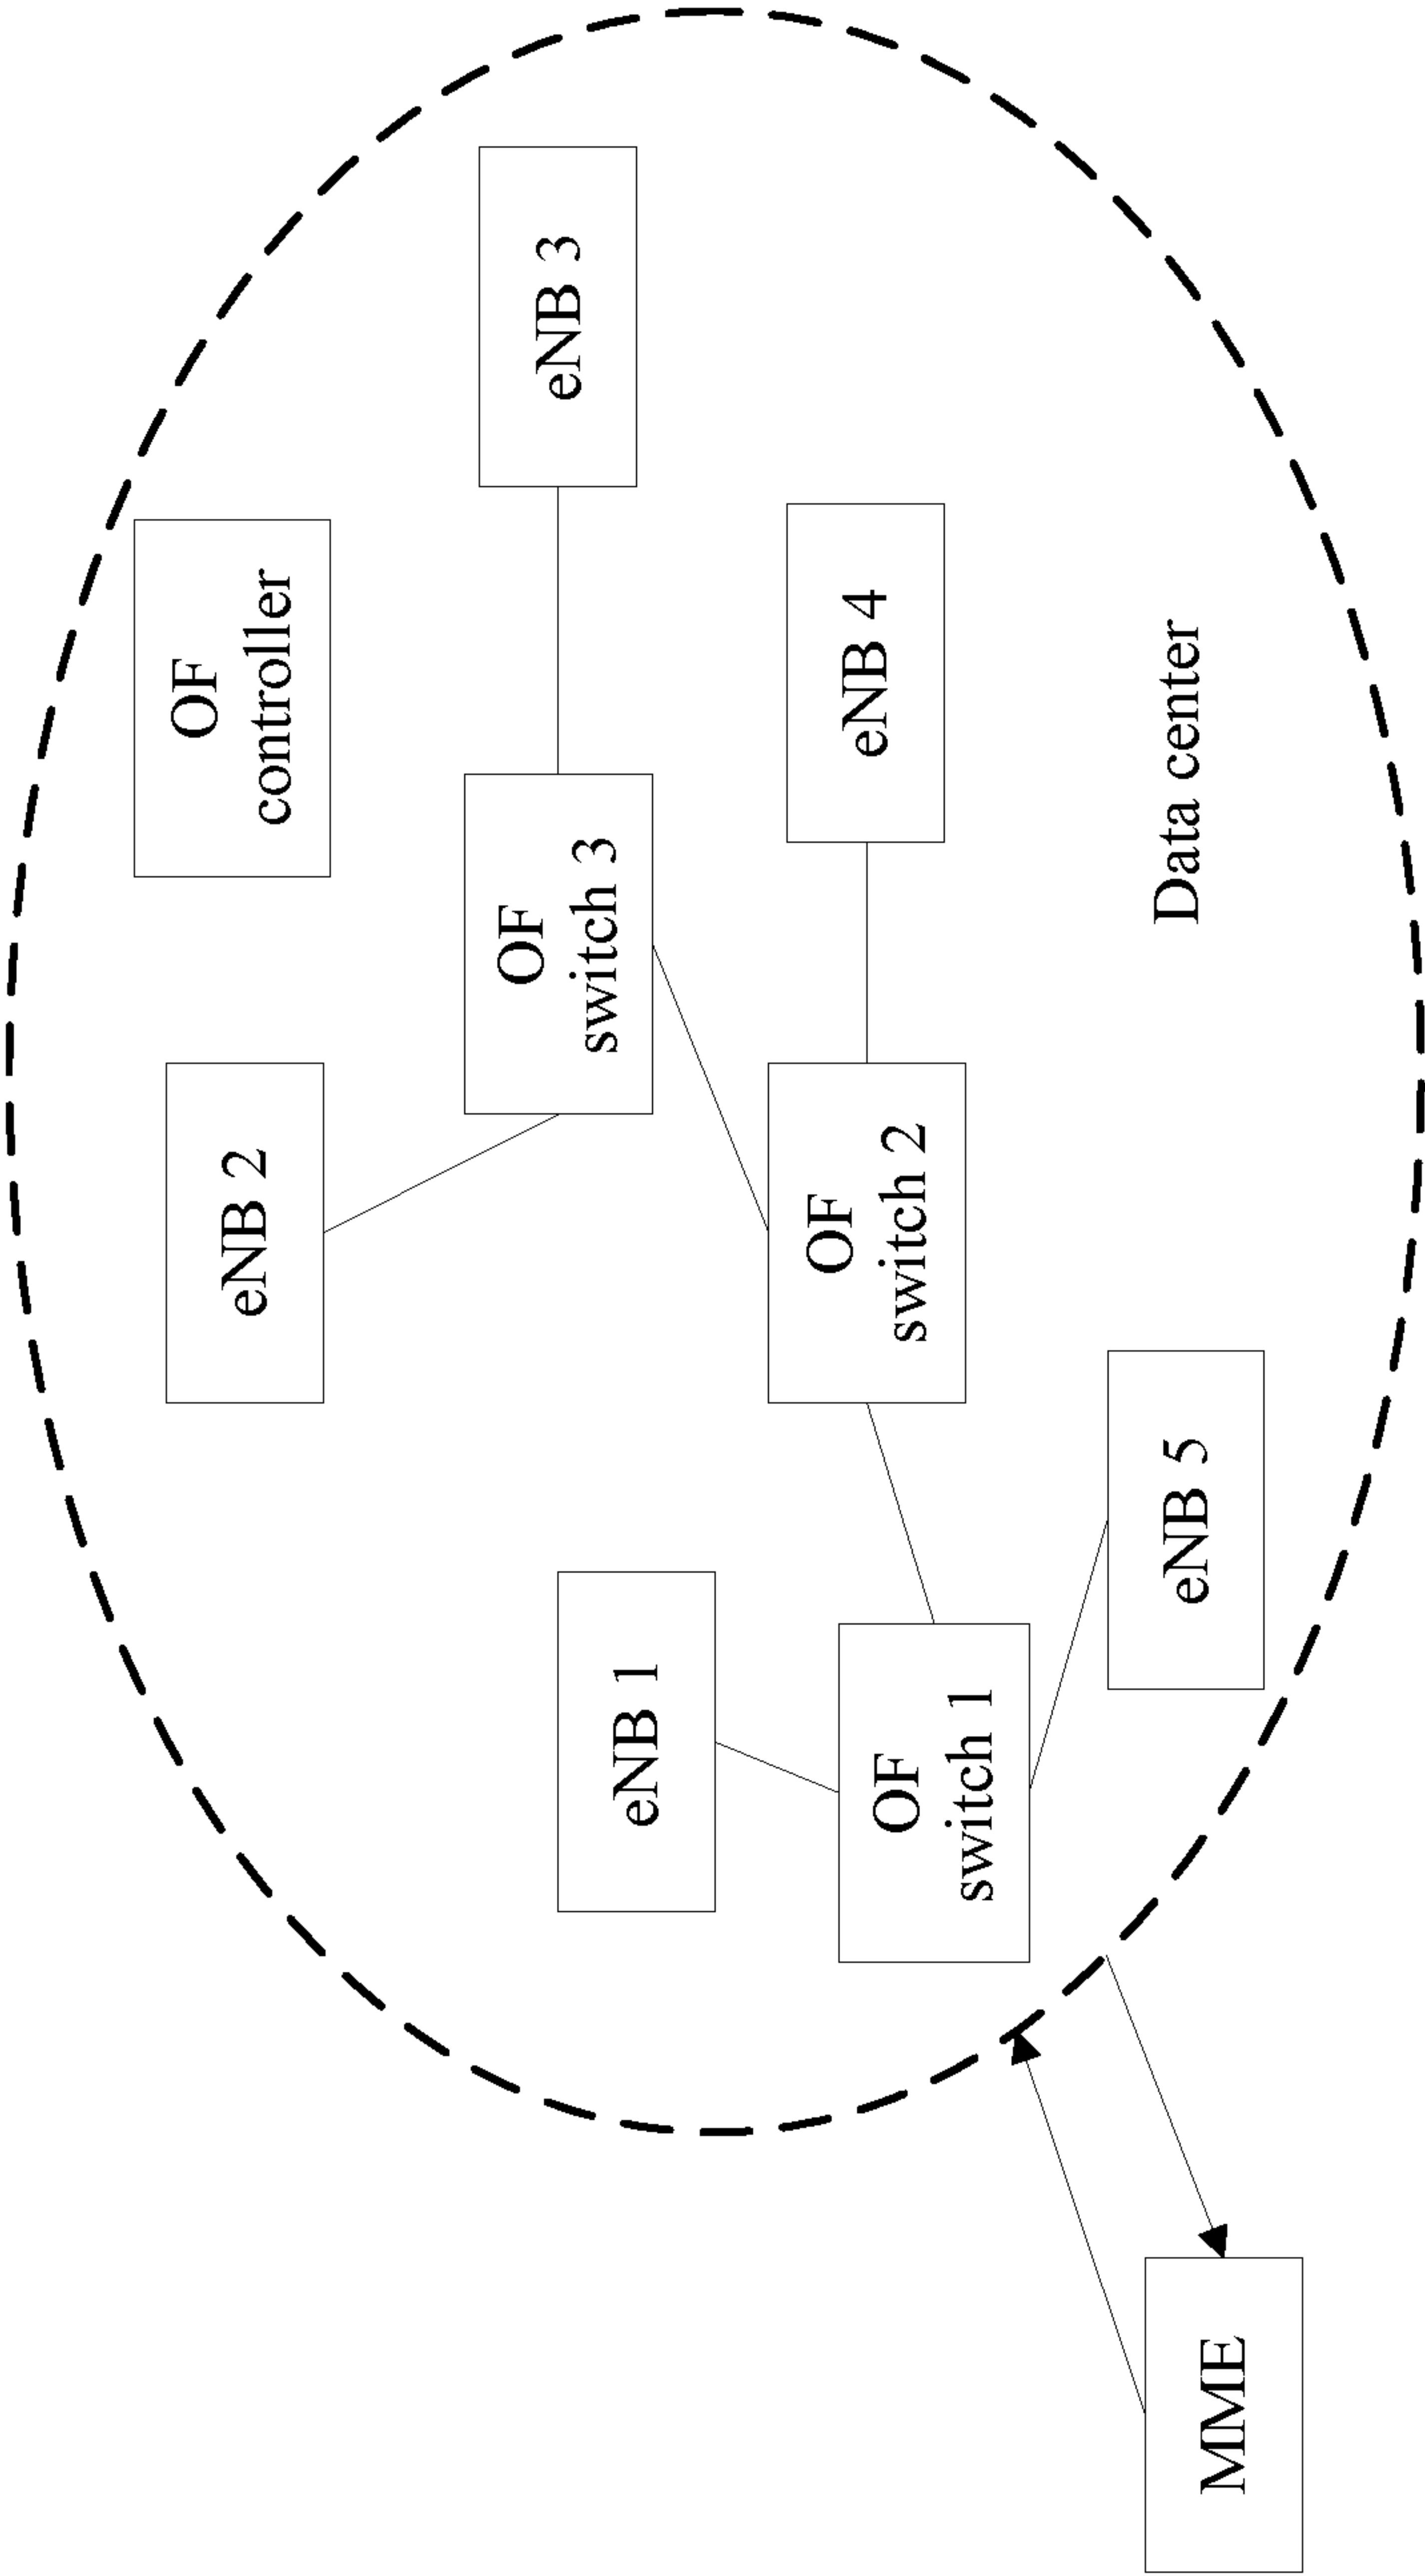 OF
controller
eNB 2
eNB 3
OF
switch 3
eNB 1
OF
switch 2
eNB 4
OF
switch 1
eNB 5
Data center
MME